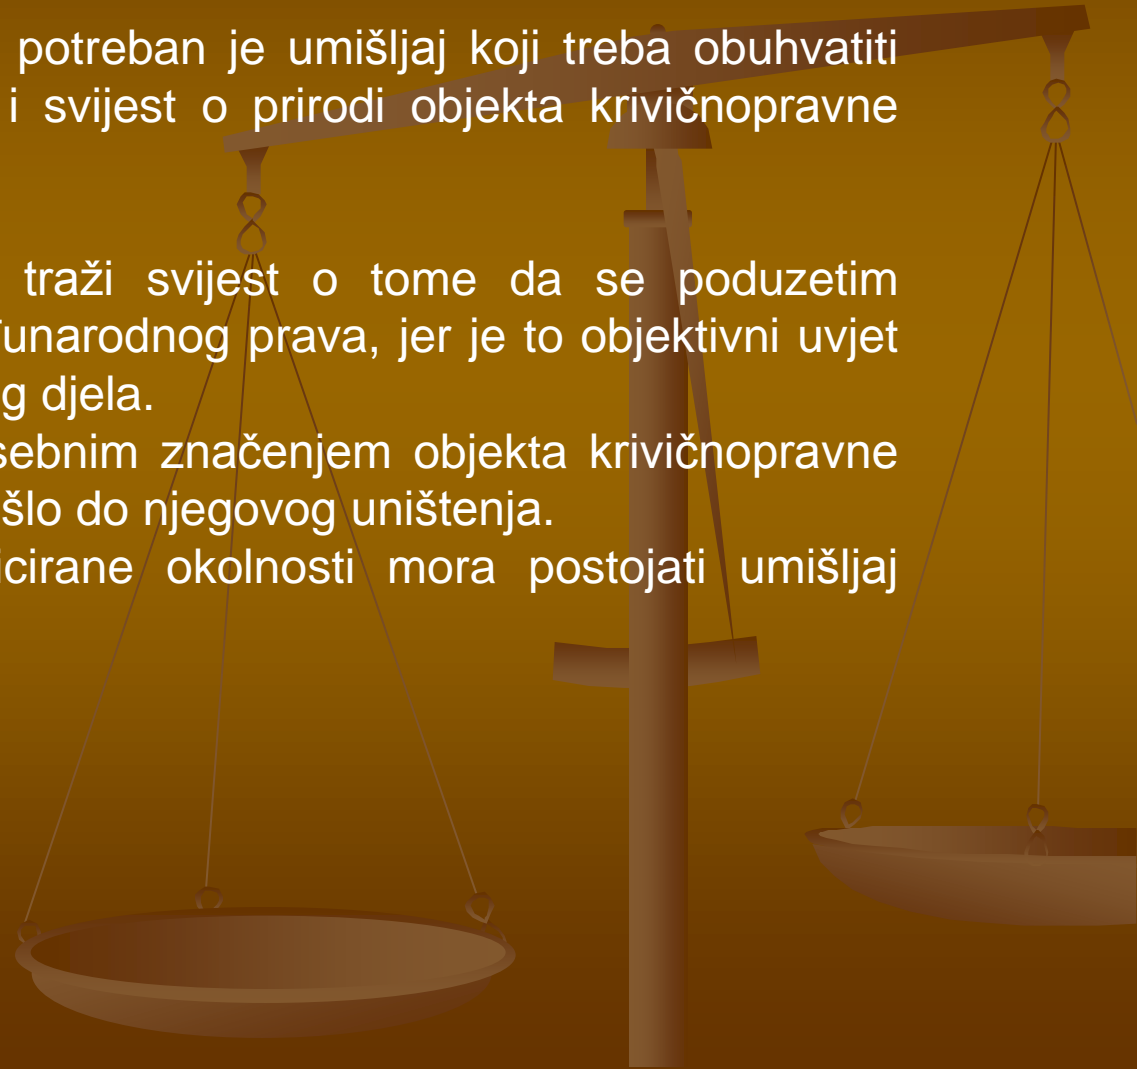 potreban je umišljaj koji treba obuhvatiti
i svijest o prirodi objekta krivičnopravne
traži svijest o tome da se poduzetim
unarodnog prava, jer je to objektivni uvjet
g djela.
sebnim značenjem objekta krivičnopravne
šlo do njegovog uništenja.
icirane okolnosti mora postojati umišljaj